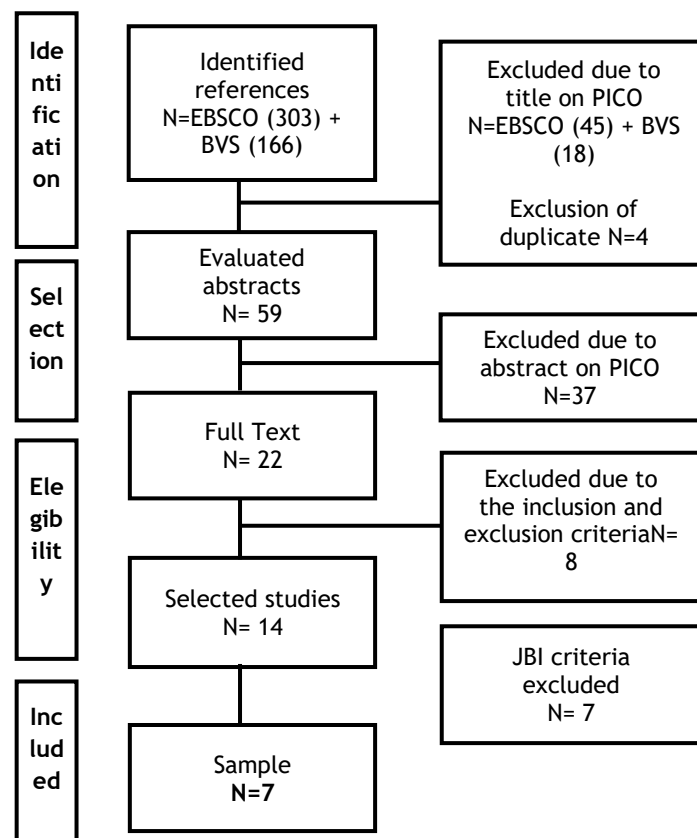 Ide
ntif
ific
ati
on
Identified
references
N=EBSCO (303) +
BVS (166)
Excluded due to
title on PICO
N=EBSCO (45) + BVS
(18)
Exclusion of
duplicate N=4
Evaluated
abstracts
N= 59
Sel
ect
ion
Excluded due to
abstract on PICO
N=37
Full Text
N= 22
Ele
gib
ilit
y
Excluded due to
the inclusion and
exclusion criteriaN=
8
Selected studies
N= 14
JBI criteria
excluded
N= 7
Inc
lud
ed
Sample
N=7